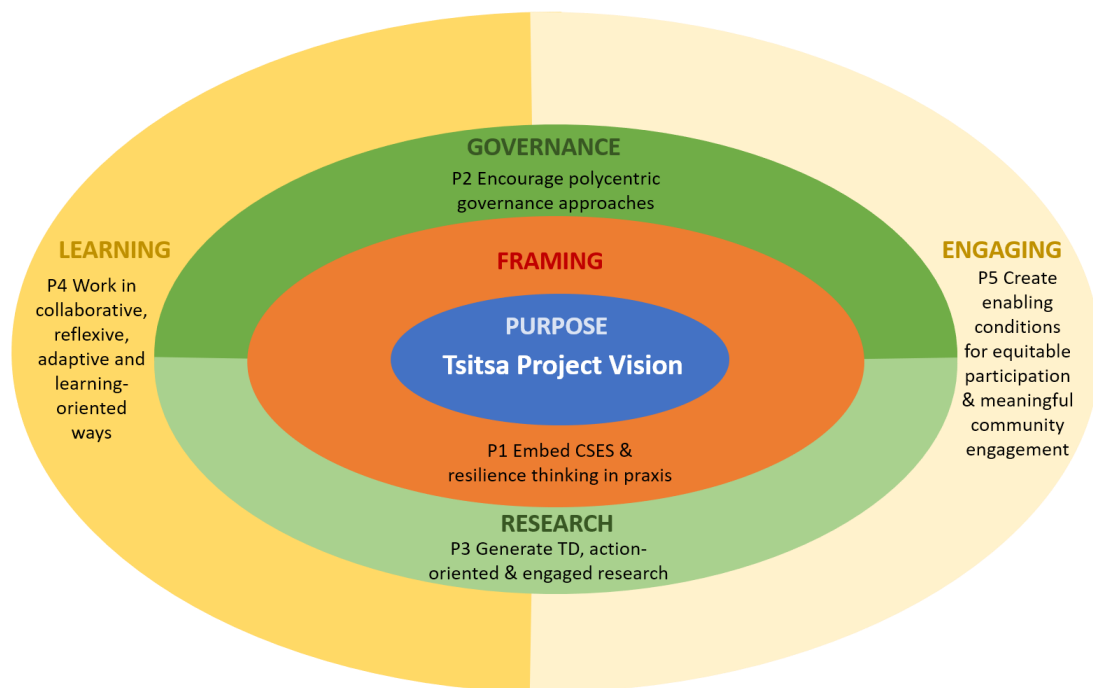 GOVERNANCE
P2 Encourage polycentric
governance approaches
LEARNING
P4 Work in
collaborative,
reflexive,
adaptive and
learning-
oriented
ways
FRAMING
PURPOSE
Tsitsa Project Vision
P1 Embed CSES &
resilience thinking in praxis
RESEARCH
P3 Generate TD, action-
oriented & engaged research
ENGAGING
P5 Create
enabling
conditions
for equitable
participation
& meaningful
community
engagement